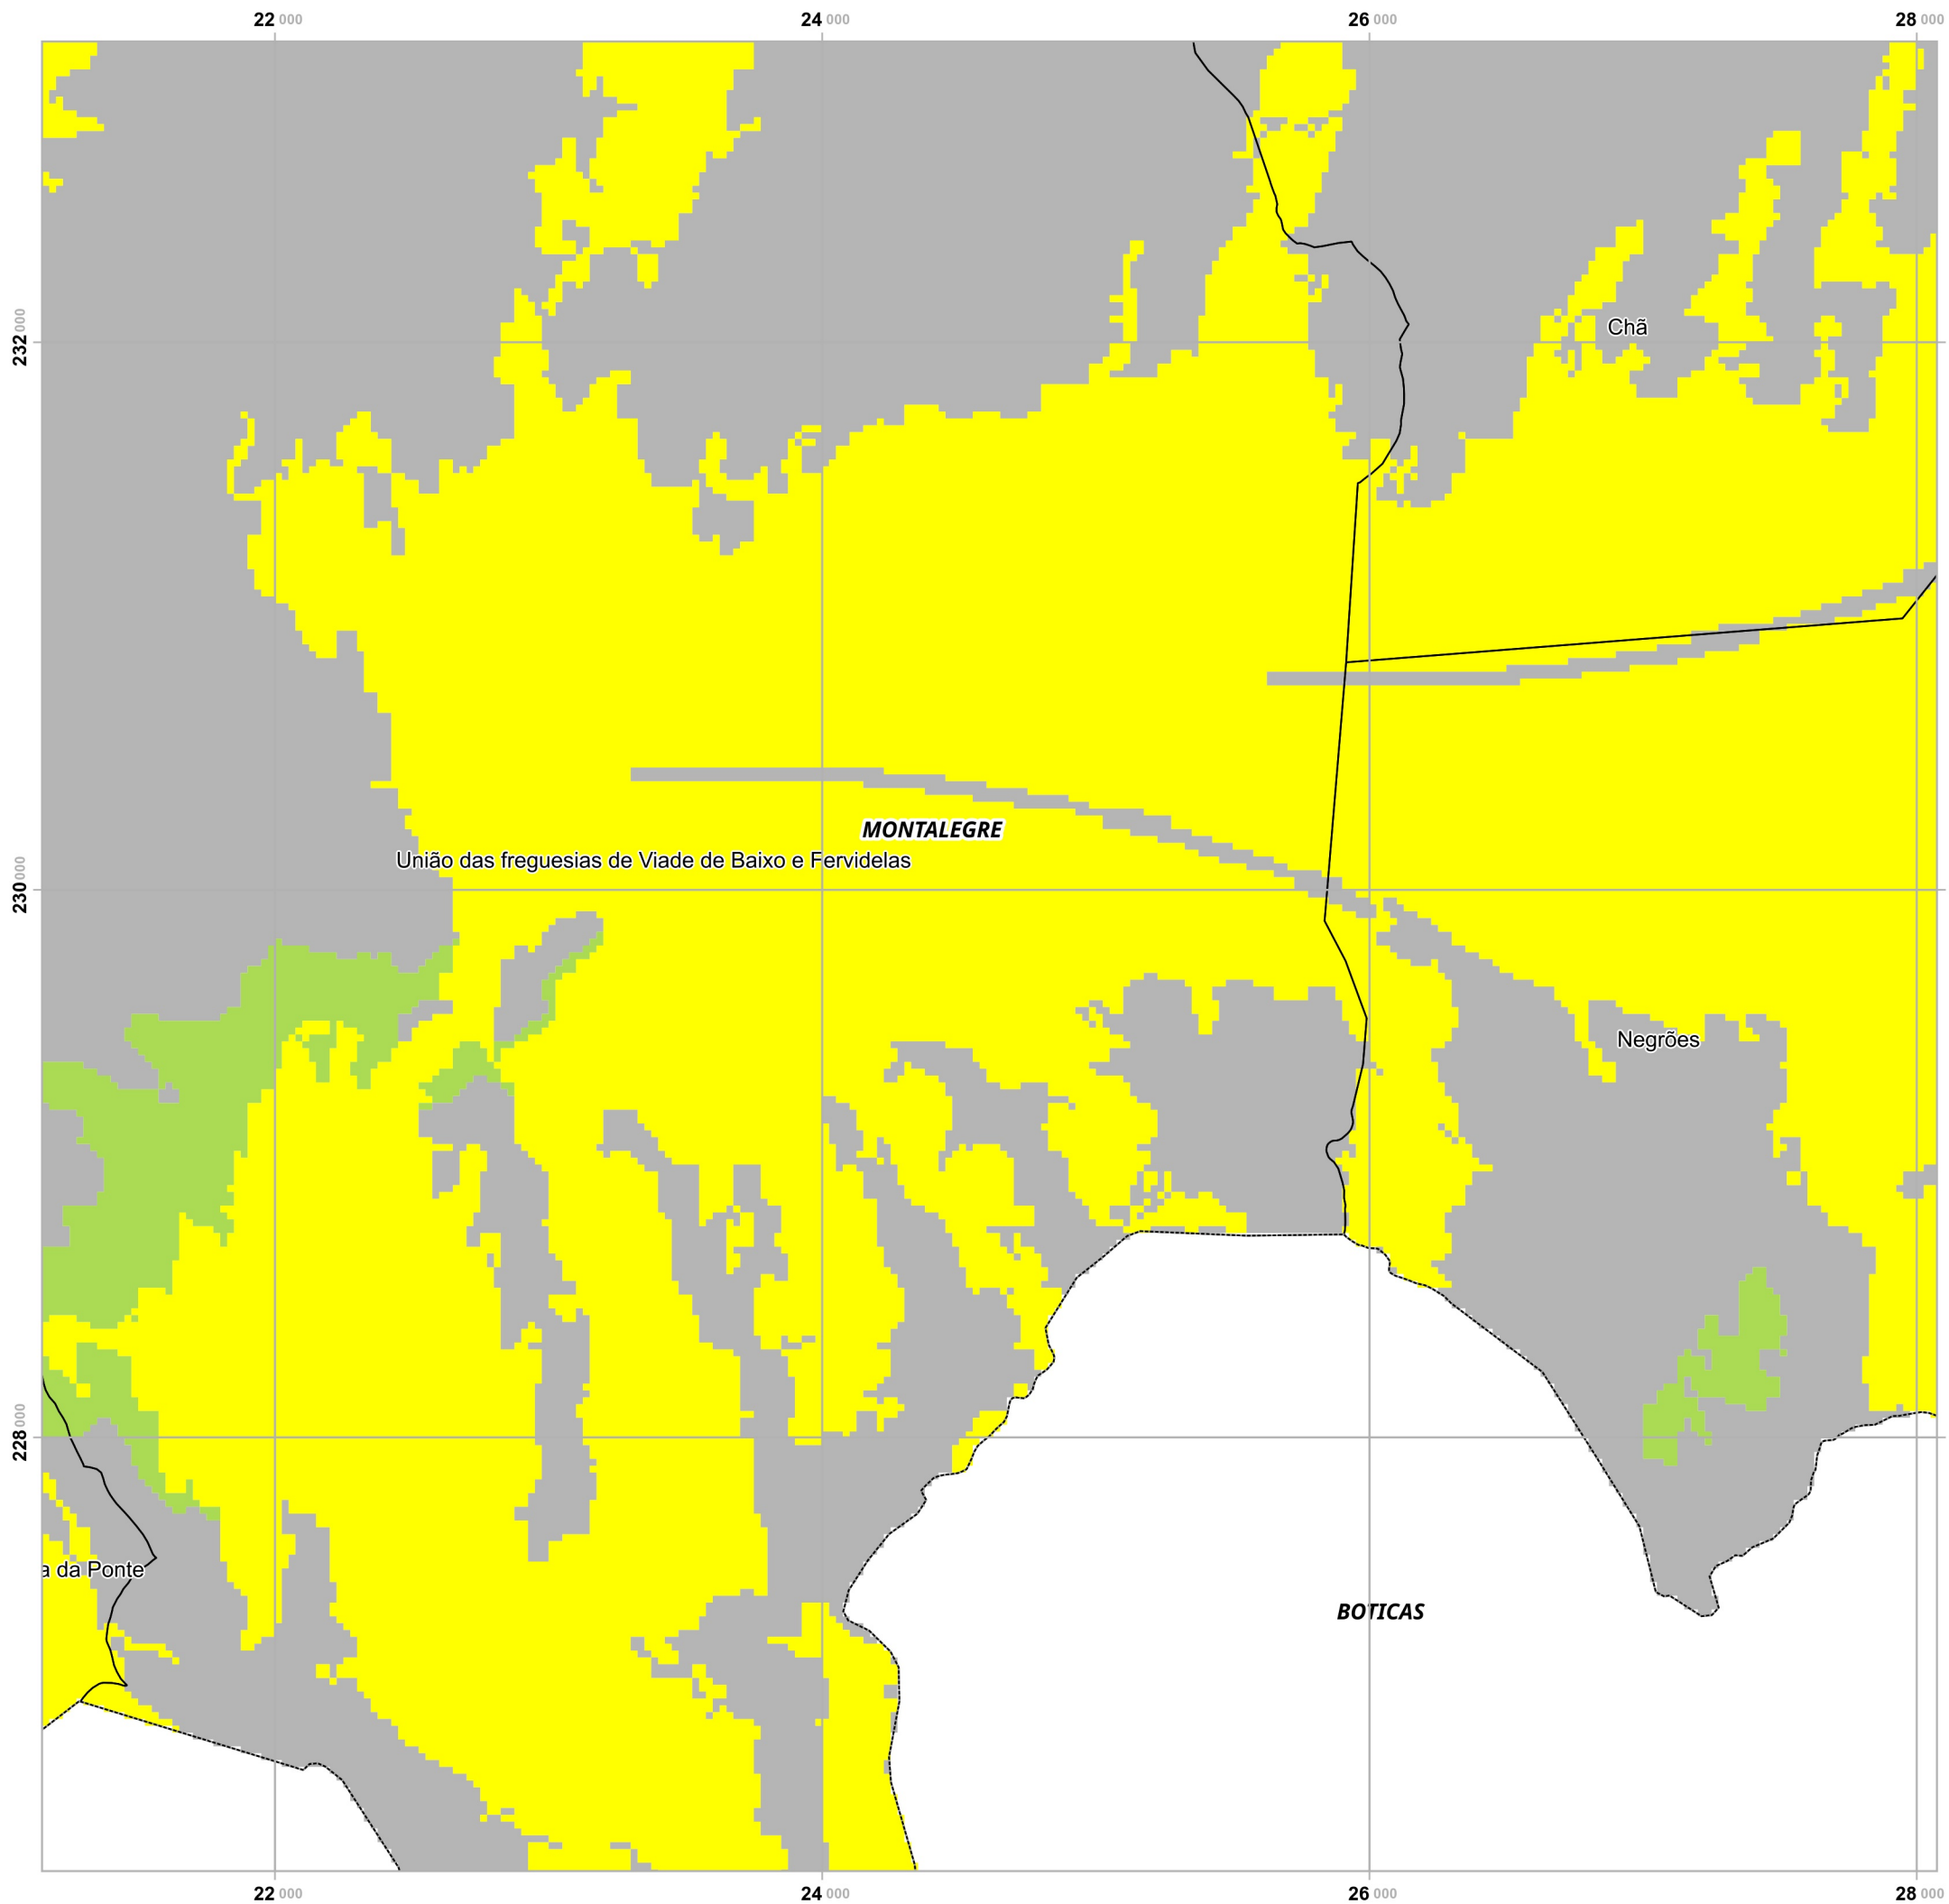 22 000 24 000 26 000 28 000
232 000
Chã
MONTALEGRE
União das freguesias de Viade de Baixo e Fervidelas
230 000
Negrões
228 000
a da Ponte
BOTICAS
22 000 24 000 26 000 28 000